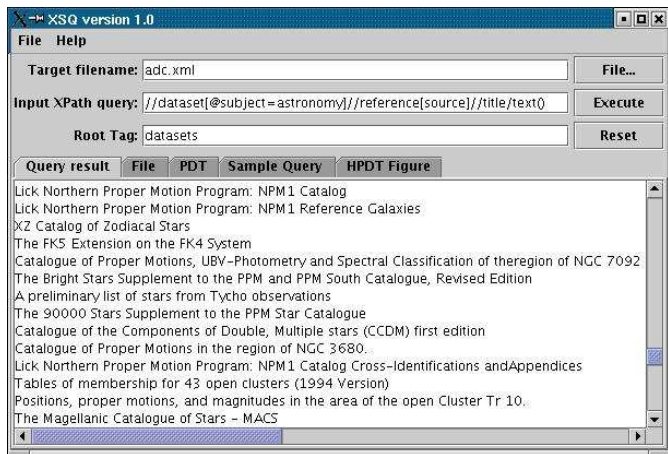 XSQ version 1.0
File Help
Target filename: adc.xml File...
Input XPath query: //dataset[@subject=astronomy]//reference[source]//title/text() Execute
Root Tag: datasets Reset
Query result File PDT Sample Query HPDT Figure
Lick Northern Proper Motion Program: NPM1 Catalog
Lick Northern Proper Motion Program: NPM1 Reference Galaxies
XZ Catalog of Zodiacal Stars
The FK5 Extension on the FK4 System
Catalogue of Proper Motions, UBV-Photometry and Spectral Classification of theregion of NGC 7092
The Bright Stars Supplement to the PPM and PPM South Catalogue, Revised Edition
A preliminary list of stars from Tycho observations
The 90000 Stars Supplement to the PPM Star Catalogue
Catalogue of the Components of Double, Multiple stars (CCDM) first edition
Catalogue of Proper Motions in the region of NGC 3680.
Lick Northern Proper Motion Program: NPM1 Catalog Cross-Identifications andAppendices
Tables of membership for 43 open clusters (1994 Version)
Positions, proper motions, and magnitudes in the area of the open Cluster Tr 10.
The Magellanic Catalogue of Stars - MACS